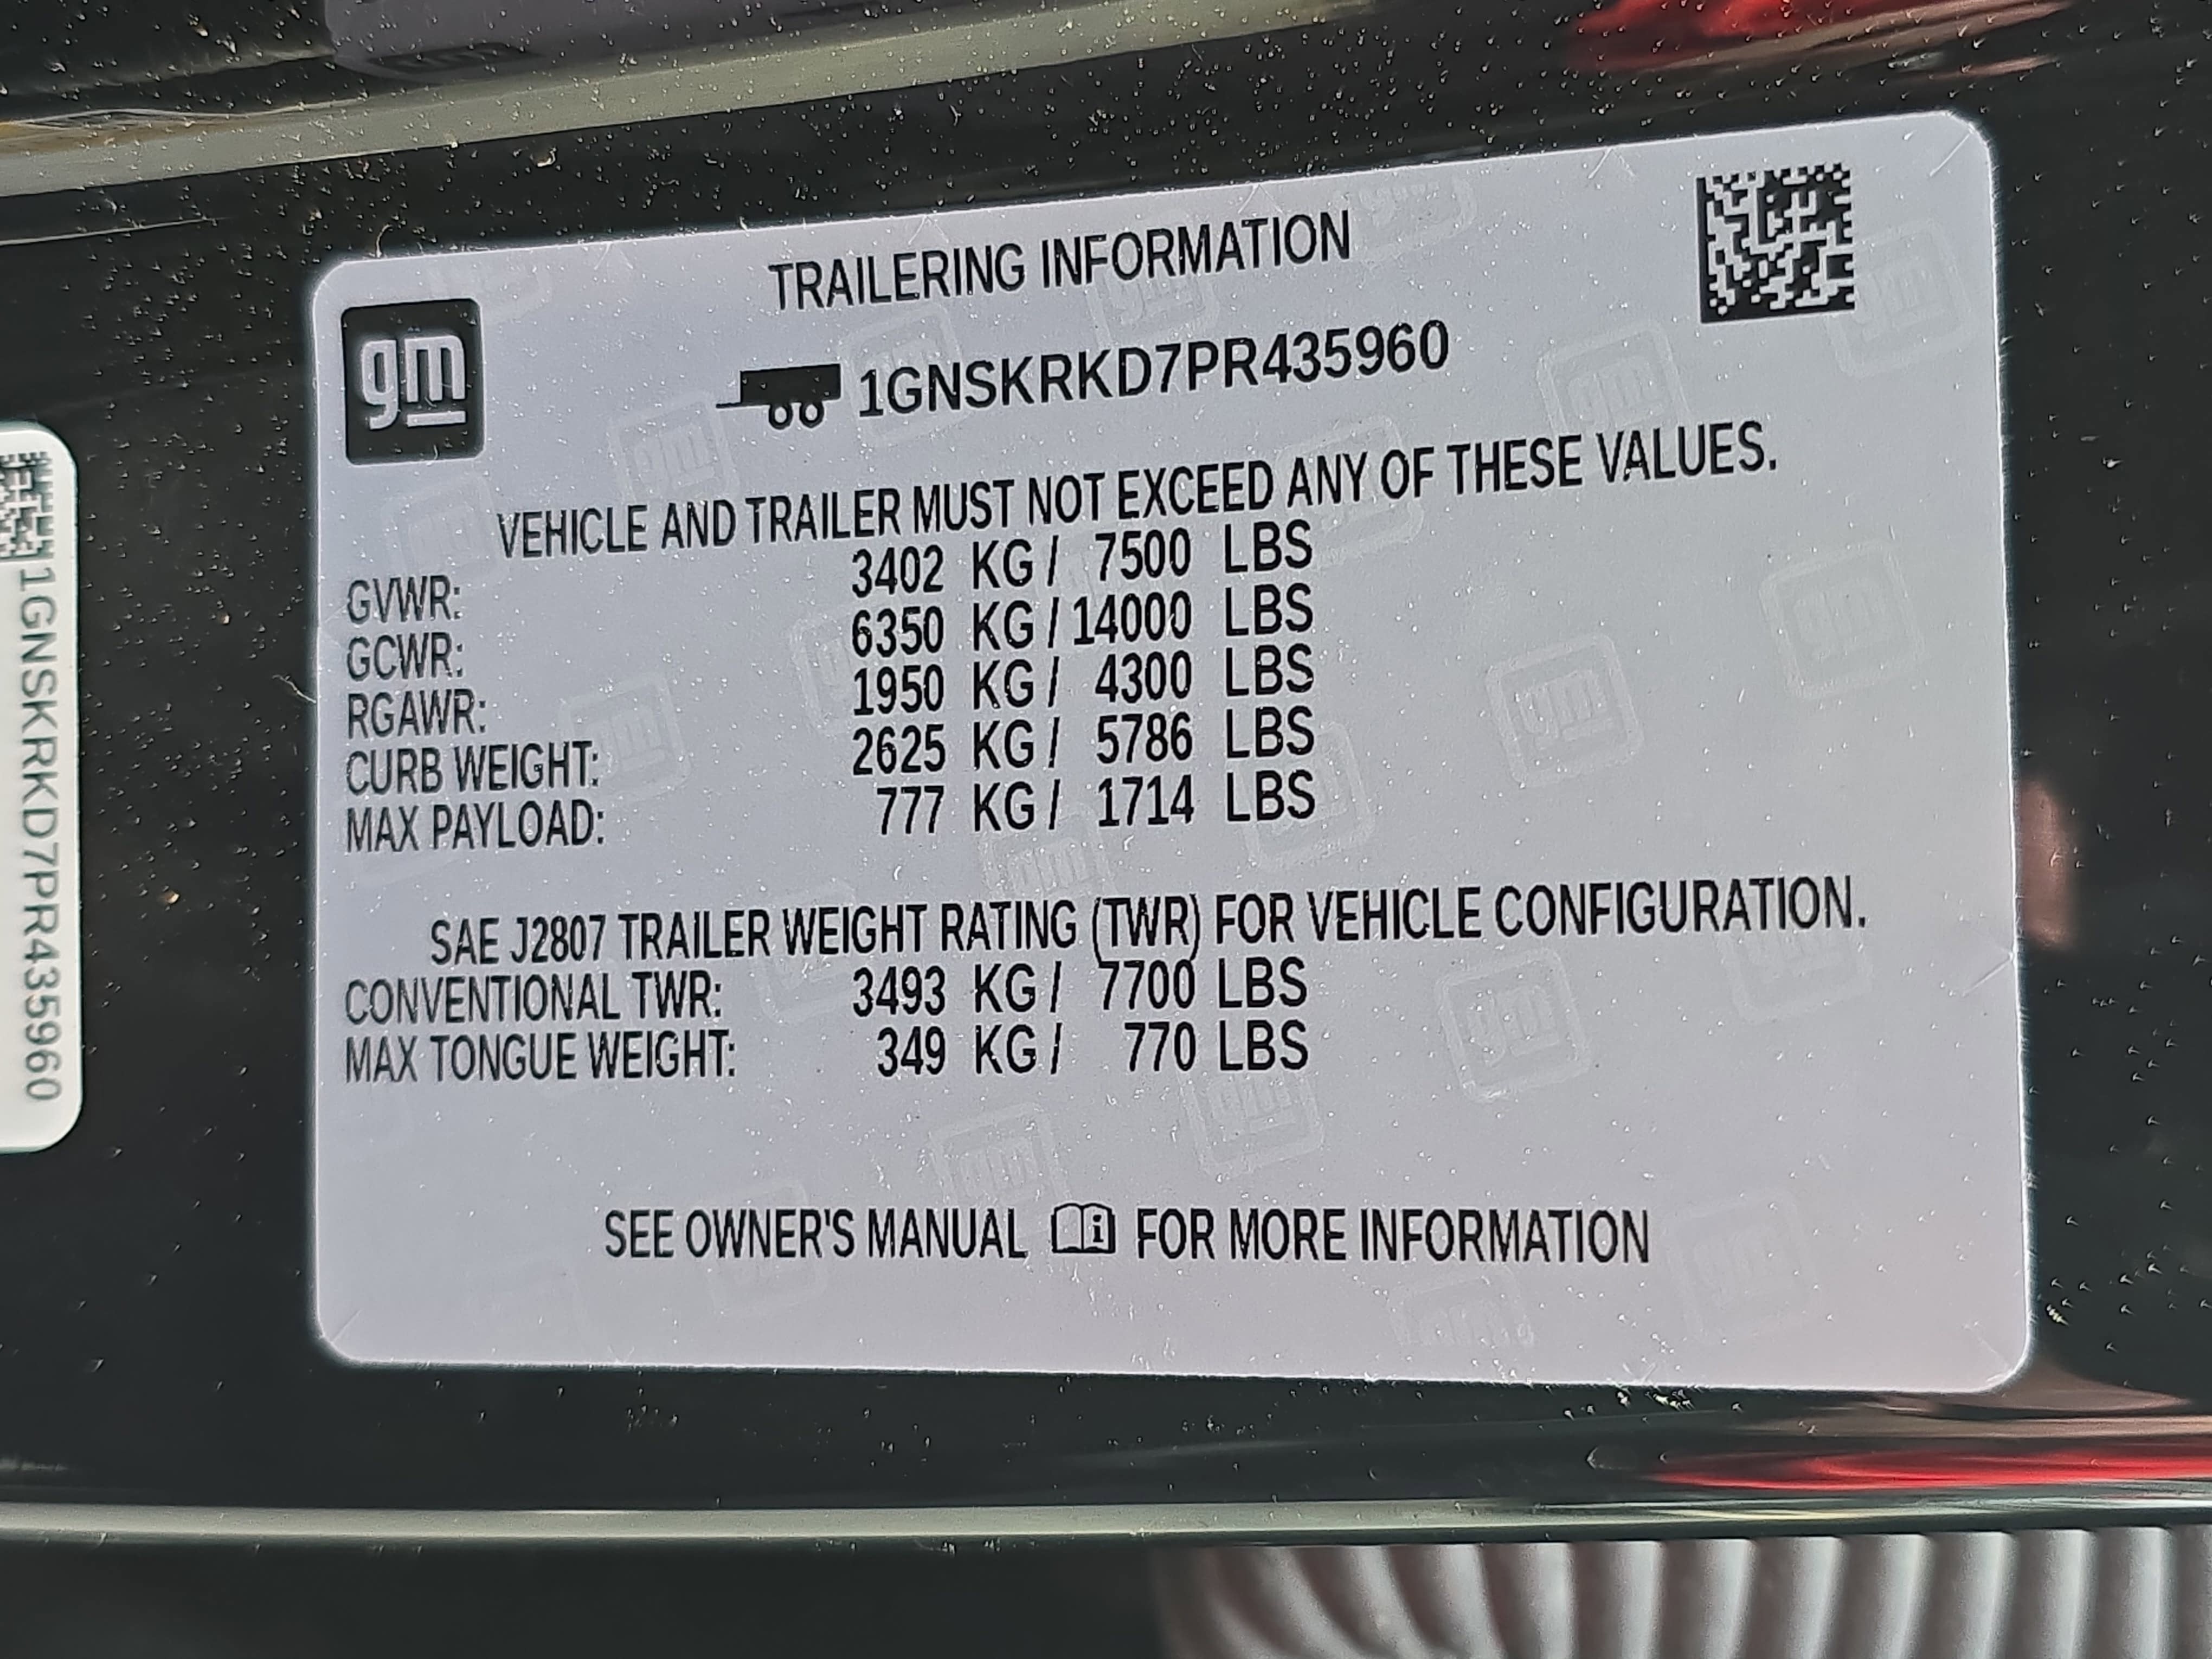 gm
TRAILERING INFORMATION
1GNSKRKD7PR435960
VEHICLE AND TRAILER MUST NOT EXCEED ANY OF THESE VALUES.
GVWR: 3402 KG / 7500 LBS
GCWR: 6350 KG / 14000 LBS
RGAWR: 1950 KG / 4300 LBS
CURB WEIGHT: 2625 KG / 5786 LBS
MAX PAYLOAD: 777 KG / 1714 LBS
SAE J2807 TRAILER WEIGHT RATING (TWR) FOR VEHICLE CONFIGURATION.
CONVENTIONAL TWR: 3493 KG / 7700 LBS
MAX TONGUE WEIGHT: 349 KG / 770 LBS
SEE OWNER'S MANUAL FOR MORE INFORMATION
1GNSKRKD7PR435960